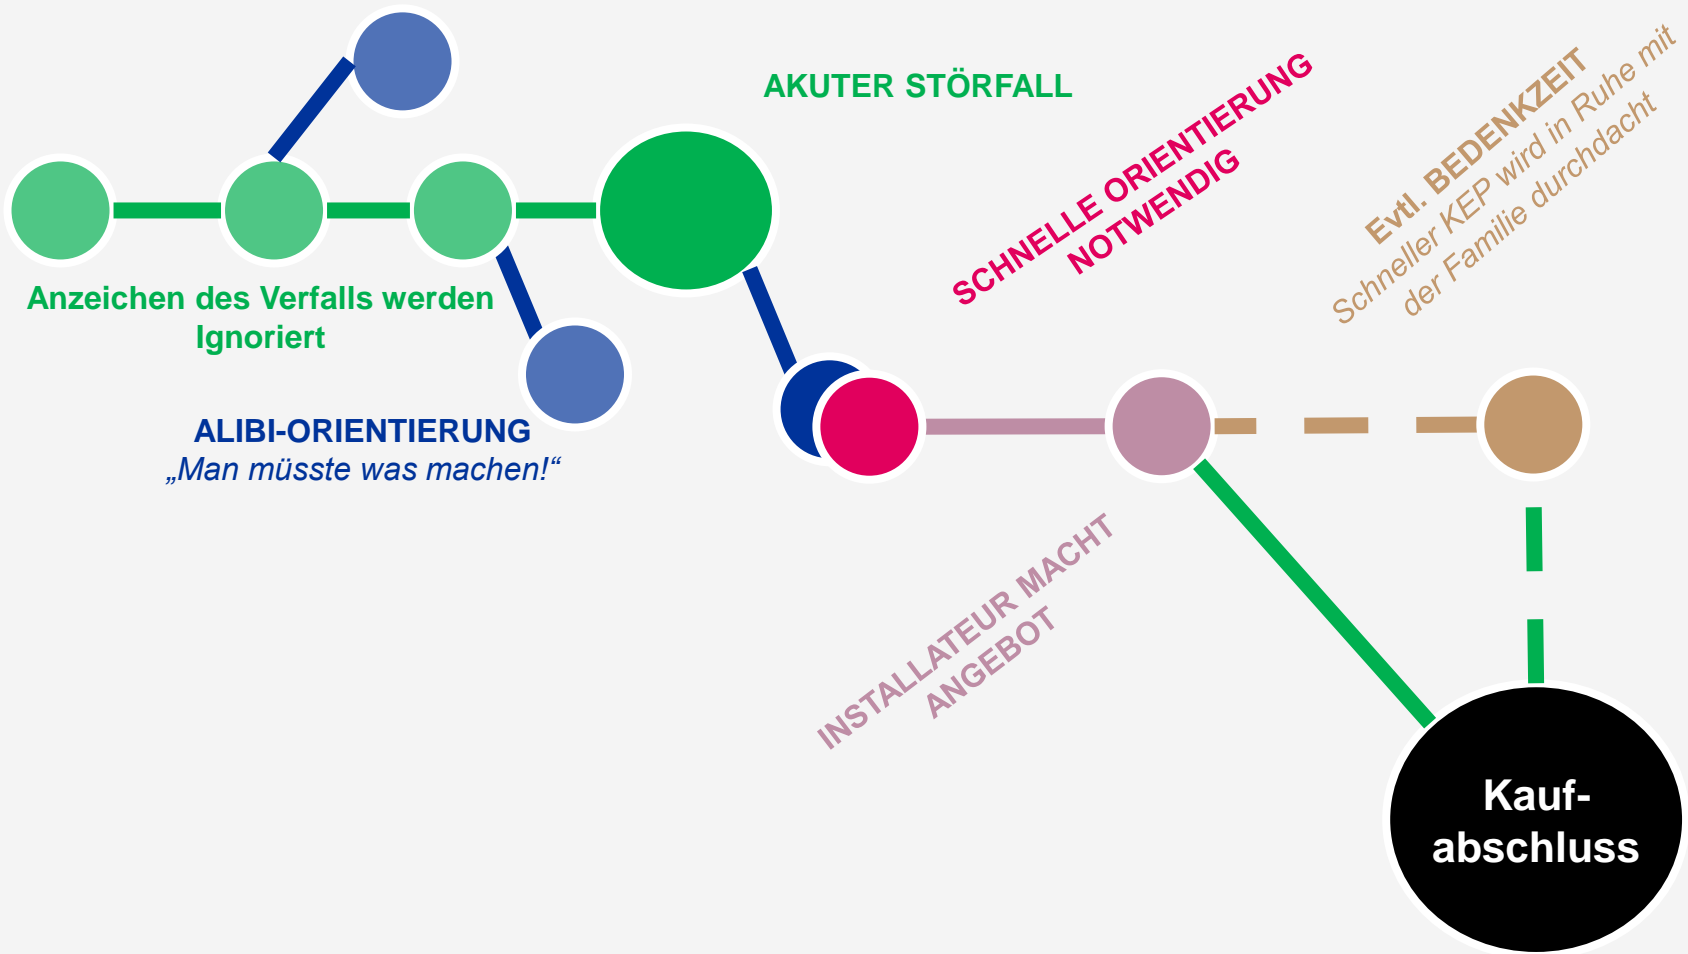 AKUTER STÖRFALL
Anzeichen des Verfalls werden
Ignoriert
ALIBI-ORIENTIERUNG
„Man müsste was machen!“
SCHNELLE ORIENTIERUNG
NOTWENDIG
Evtl. BEDENKZEIT
Schneller KEP wird in Ruhe mit
der Familie durchdacht
INSTALLATEUR MACHT
ANGEBOT
Kauf-
abschluss